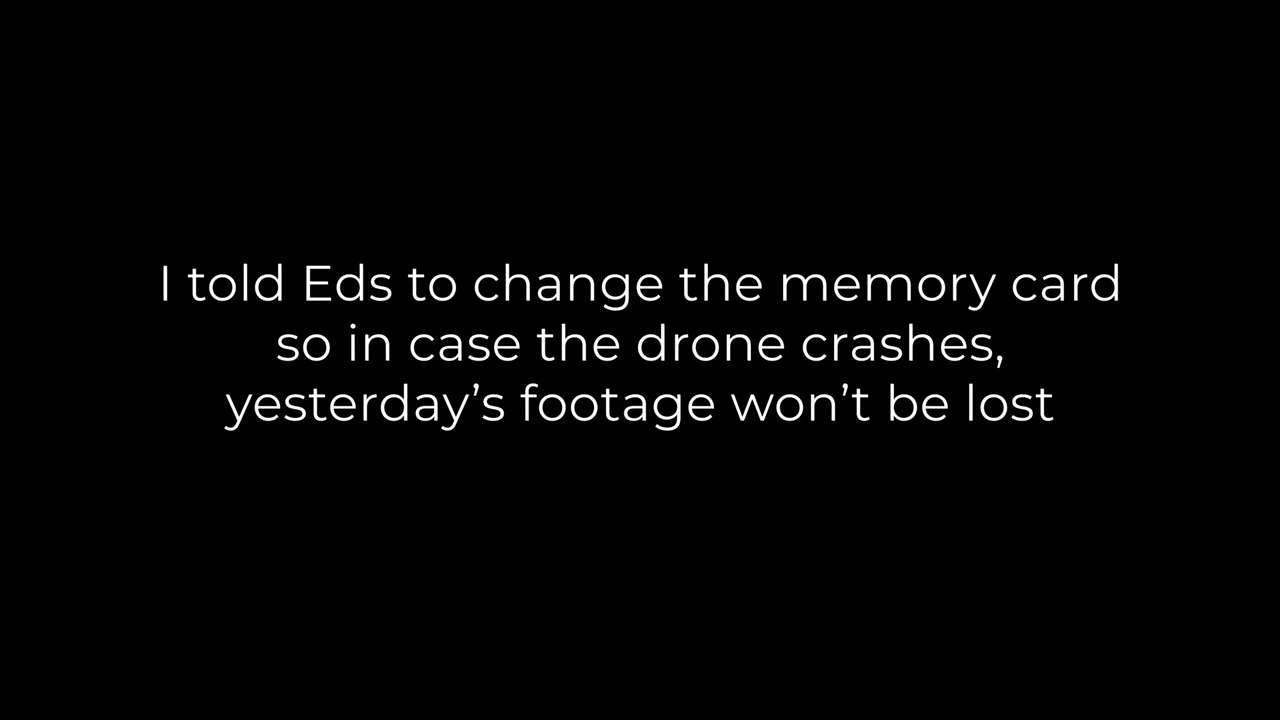 I told Eds to change the memory card
so in case the drone crashes,
yesterday’s footage won’t be lost